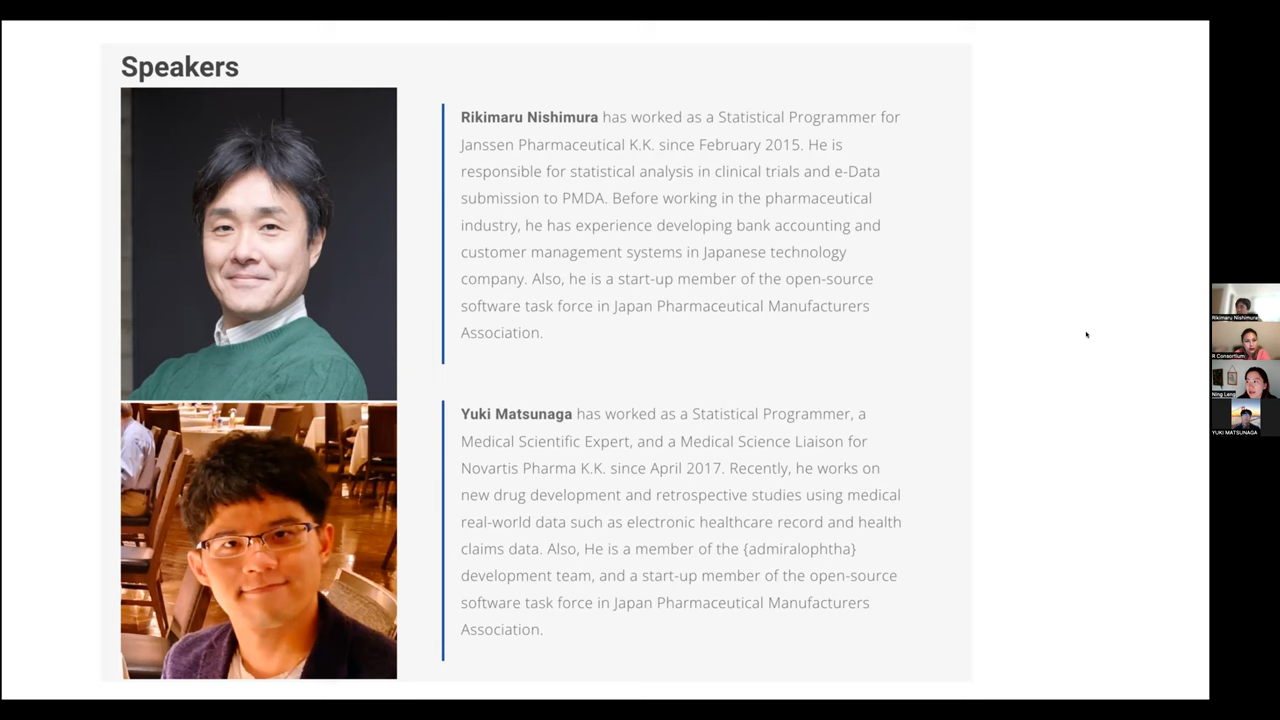 Speakers
Rikimaru Nishimura has worked as a Statistical Programmer for
Janssen Pharmaceutical K.K. since February 2015. He is
responsible for statistical analysis in clinical trials and e-Data
submission to PMDA. Before working in the pharmaceutical
industry, he has experience developing bank accounting and
customer management systems in Japanese technology
company. Also, he is a start-up member of the open-source
software task force in Japan Pharmaceutical Manufacturers
Association.
Yuki Matsunaga has worked as a Statistical Programmer, a
Medical Scientific Expert, and a Medical Science Liaison for
Novartis Pharma K.K. since April 2017. Recently, he works on
new drug development and retrospective studies using medical
real-world data such as electronic healthcare record and health
claims data. Also, He is a member of the {admiralophtha}
development team, and a start-up member of the open-source
software task force in Japan Pharmaceutical Manufacturers
Association.
Rikimaru Nishimura
R Consortium
Ning Leng
YUKI MATSUNAGA